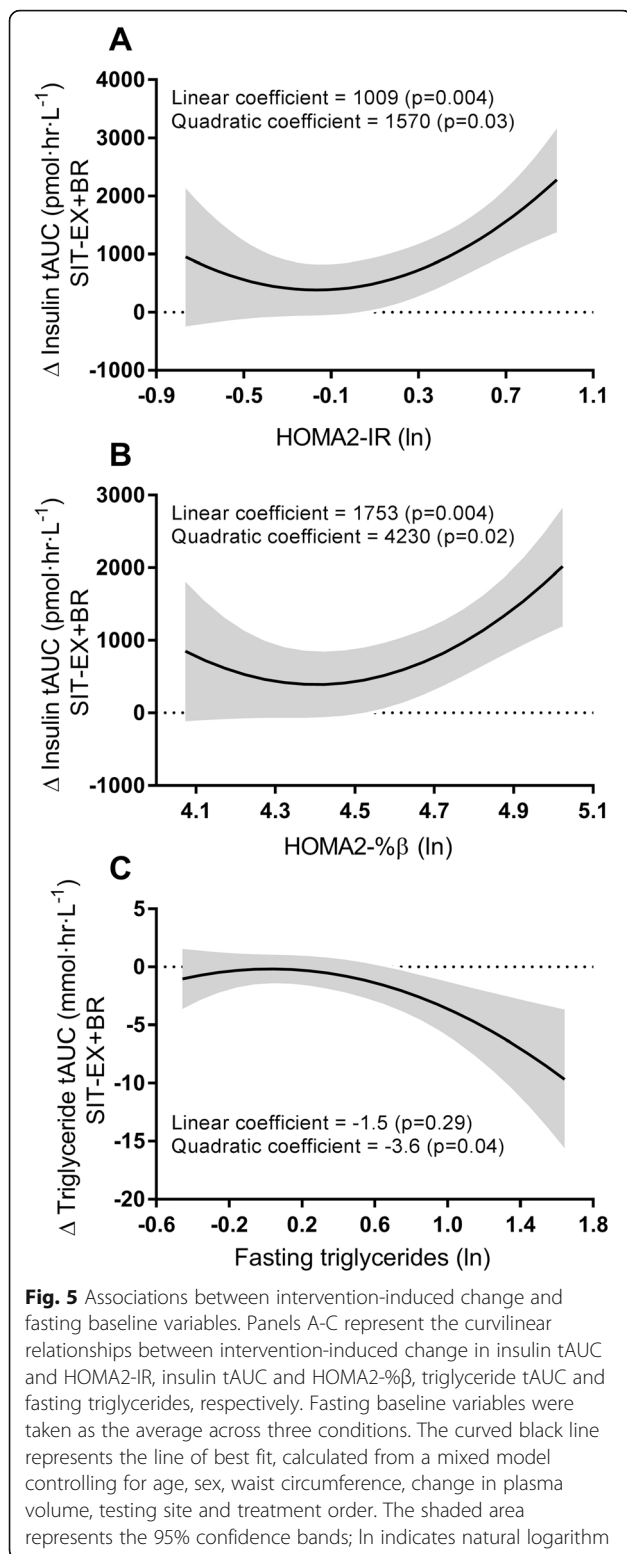 A
Linear coefficient = 1009 (p=0.004)
Quadratic coefficient = 1570 (p=0.03)
Δ Insulin tAUC (pmol·hr·L⁻¹)
SIT-EX+BR
4000
3000
2000
1000
0
-1000
-0.9 -0.5 -0.1 0.3 0.7 1.1
HOMA2-IR (ln)
B
Linear coefficient = 1753 (p=0.004)
Quadratic coefficient = 4230 (p=0.02)
Δ Insulin tAUC (pmol·hr·L⁻¹)
SIT-EX+BR
3000
2000
1000
0
-1000
4.1 4.3 4.5 4.7 4.9 5.1
HOMA2-%β (ln)
C
Δ Triglyceride tAUC (mmol·hr·L⁻¹)
SIT-EX+BR
5
0
-5
-10
-15
-20
Linear coefficient = -1.5 (p=0.29)
Quadratic coefficient = -3.6 (p=0.04)
-0.6 -0.2 0.2 0.6 1.0 1.4 1.8
Fasting triglycerides (ln)
Fig. 5 Associations between intervention-induced change and
fasting baseline variables. Panels A-C represent the curvilinear
relationships between intervention-induced change in insulin tAUC
and HOMA2-IR, insulin tAUC and HOMA2-%β, triglyceride tAUC and
fasting triglycerides, respectively. Fasting baseline variables were
taken as the average across three conditions. The curved black line
represents the line of best fit, calculated from a mixed model
controlling for age, sex, waist circumference, change in plasma
volume, testing site and treatment order. The shaded area
represents the 95% confidence bands; ln indicates natural logarithm